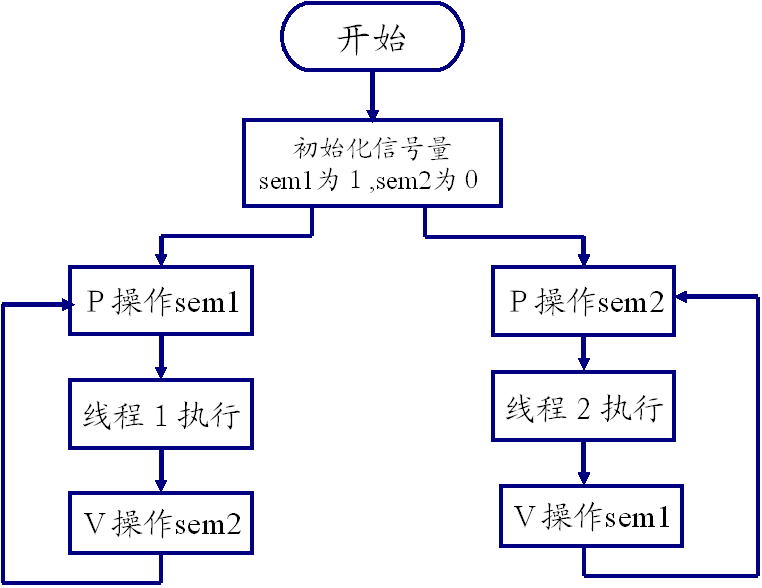 开始
初始化信号量
sem1为 1 ,sem2为 0
P 操作sem1
P 操作sem2
线程 1 执行
线程 2 执行
V 操作sem2
V 操作sem1